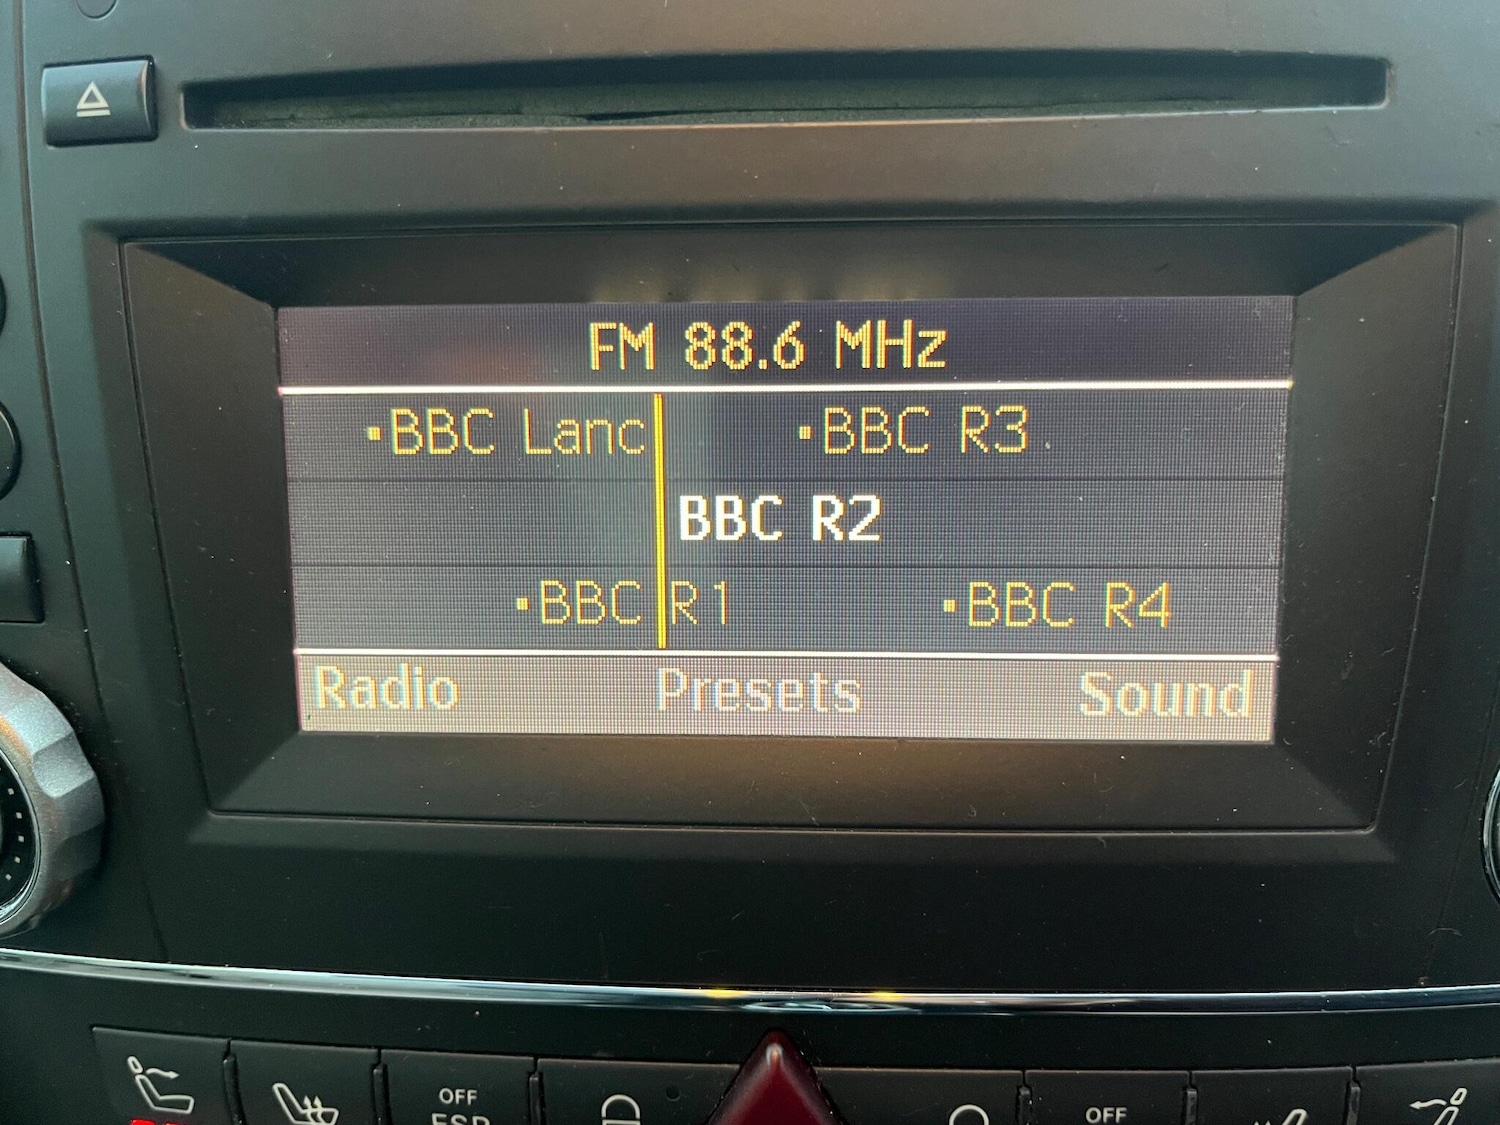 FM 88.6 MHz
BBC Lanc BBC R3
BBC R2
BBC R1 BBC R4
Radio Presets Sound
OFF
ESP
OFF